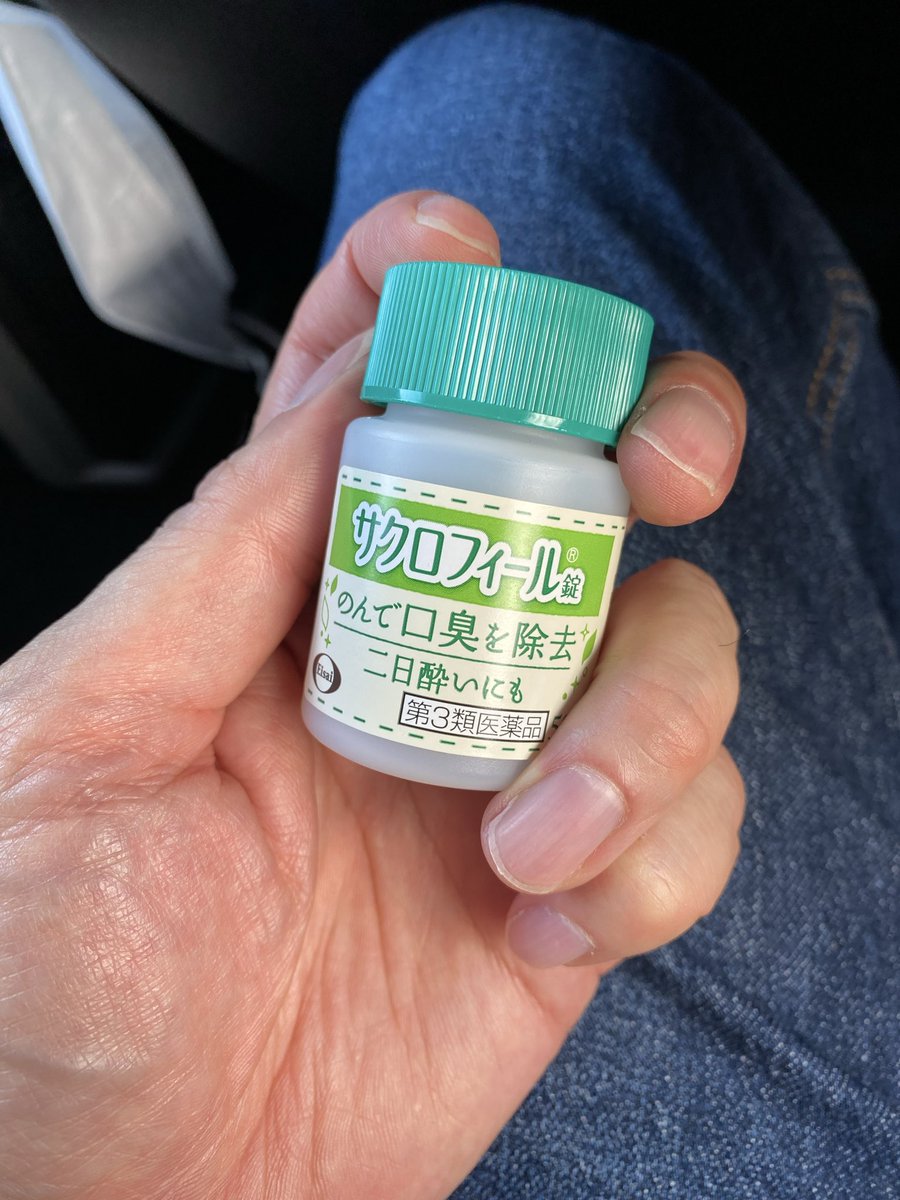 サクロフィール®錠
のんで口臭を除去
二日酔いにも
Eisai
第3類医薬品